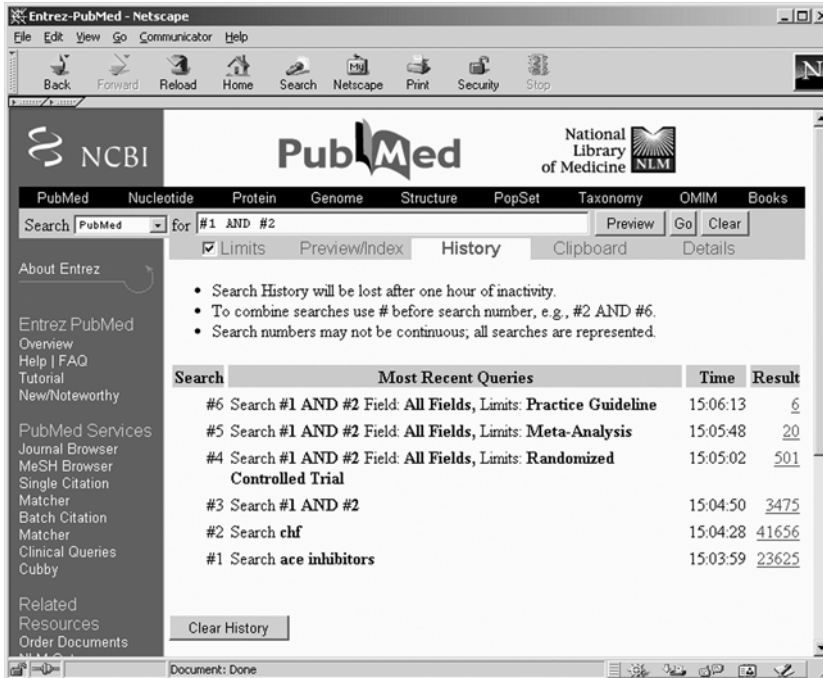 Entrez-PubMed - Netscape
File Edit View Go Communicator Help
Back Forward Reload Home Search Netscape Print Security Stop
NCBI PubMed National
Library
of Medicine NLM
PubMed Nucleotide Protein Genome Structure PopSet Taxonomy OMIM Books
Search PubMed for #1 AND #2 Preview Go Clear
Limits Preview/Index History Clipboard Details
About Entrez
Entrez PubMed
Overview
Help | FAQ
Tutorial
New/Noteworthy
PubMed Services
Journal Browser
MeSH Browser
Single Citation
Matcher
Batch Citation
Matcher
Clinical Queries
Cubby
Related
Resources
Order Documents
• Search History will be lost after one hour of inactivity.
• To combine searches use # before search number, e.g., #2 AND #6.
• Search numbers may not be continuous; all searches are represented.
Search Most Recent Queries Time Result
#6 Search #1 AND #2 Field: All Fields, Limits: Practice Guideline 15:06:13 6
#5 Search #1 AND #2 Field: All Fields, Limits: Meta-Analysis 15:05:48 20
#4 Search #1 AND #2 Field: All Fields, Limits: Randomized 15:05:02 501
Controlled Trial
#3 Search #1 AND #2 15:04:50 3475
#2 Search chf 15:04:28 41656
#1 Search ace inhibitors 15:03:59 23625
Clear History
Document: Done